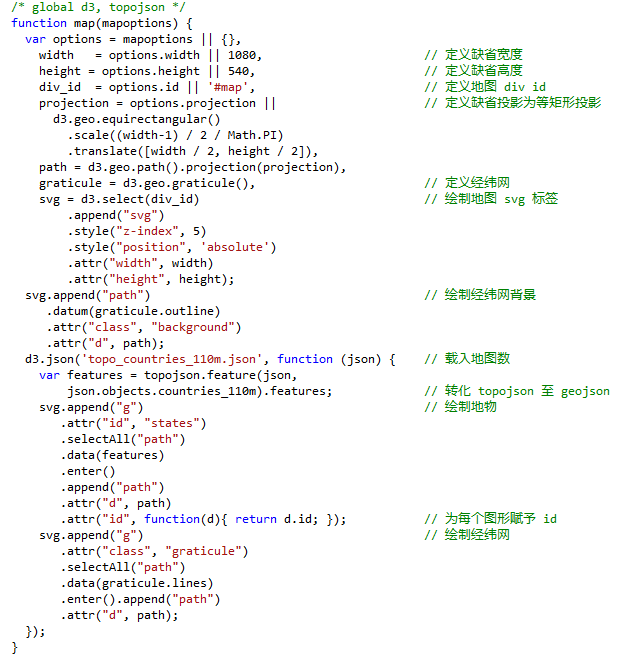 /* global d3, topojson */
function map(mapoptions) {
  var options = mapoptions || {},
    width   = options.width || 1080,                       // 定义缺省宽度
    height = options.height || 540,                        // 定义缺省高度
    div_id  = options.id || '#map',                        // 定义地图 div id
    projection = options.projection ||                     // 定义缺省投影为等矩形投影
      d3.geo.equirectangular()
        .scale((width-1) / 2 / Math.PI)
        .translate([width / 2, height / 2]),
    path = d3.geo.path().projection(projection),
    graticule = d3.geo.graticule(),                        // 定义经纬网
    svg = d3.select(div_id)                                // 绘制地图 svg 标签
        .append("svg")
        .style("z-index", 5)
        .style("position", 'absolute')
        .attr("width", width)
        .attr("height", height);
  svg.append("path")                                       // 绘制经纬网背景
     .datum(graticule.outline)
     .attr("class", "background")
     .attr("d", path);
  d3.json('topo_countries_110m.json', function (json) {    // 载入地图数
    var features = topojson.feature(json,
        json.objects.countries_110m).features;             // 转化 topojson 至 geojson
    svg.append("g")                                        // 绘制地物
       .attr("id", "states")
       .selectAll("path")
       .data(features)
       .enter()
       .append("path")
       .attr("d", path)
       .attr("id", function(d){ return d.id; });           // 为每个图形赋予 id
    svg.append("g")                                        // 绘制经纬网
       .attr("class", "graticule")
       .selectAll("path")
       .data(graticule.lines)
       .enter().append("path")
       .attr("d", path);
  });
}